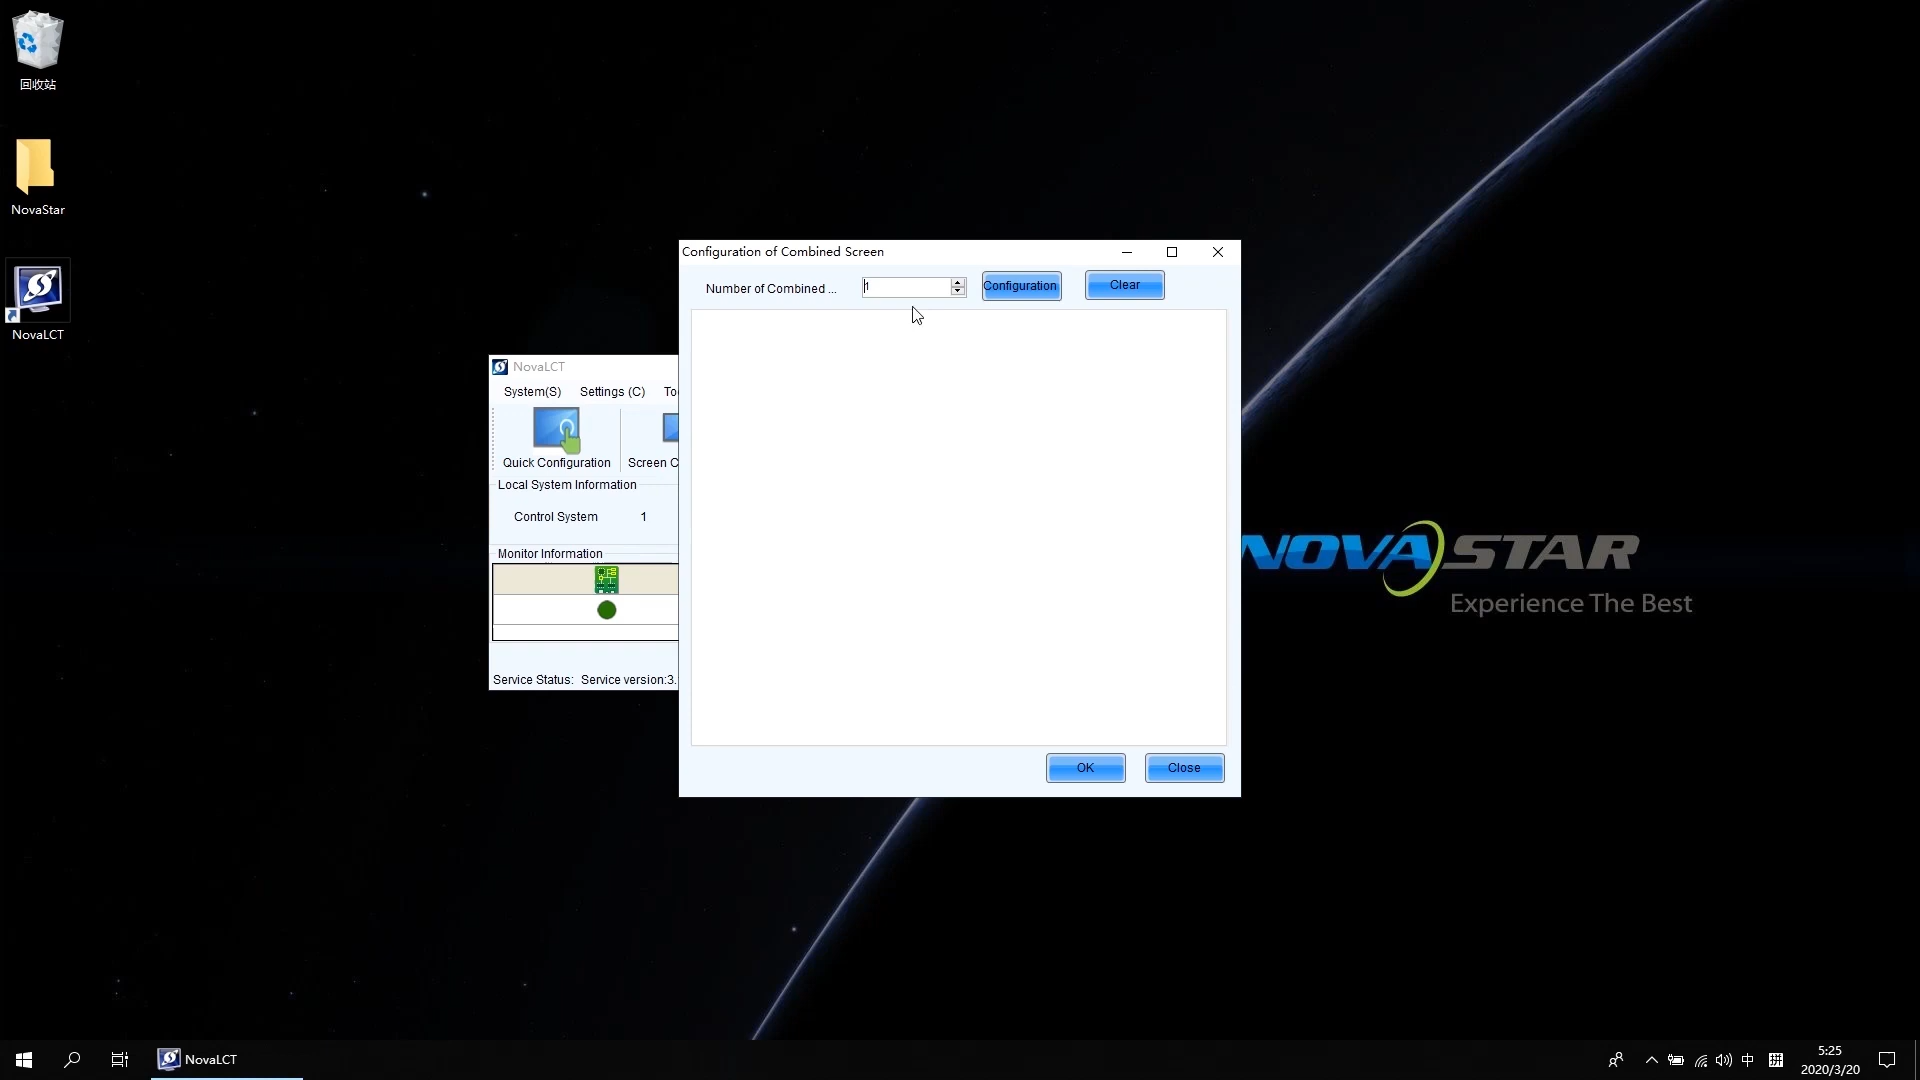 回收站
NovaStar
NovaLCT
Configuration of Combined Screen
Number of Combined ...
1
Configuration
Clear
OK
Close
NovaLCT
System(S)
Settings (C)
Quick Configuration
Local System Information
Control System
1
Monitor Information
Service Status:
Service version:3.
NOVASTAR
Experience The Best
NovaLCT
中
拼
5:25
2020/3/20